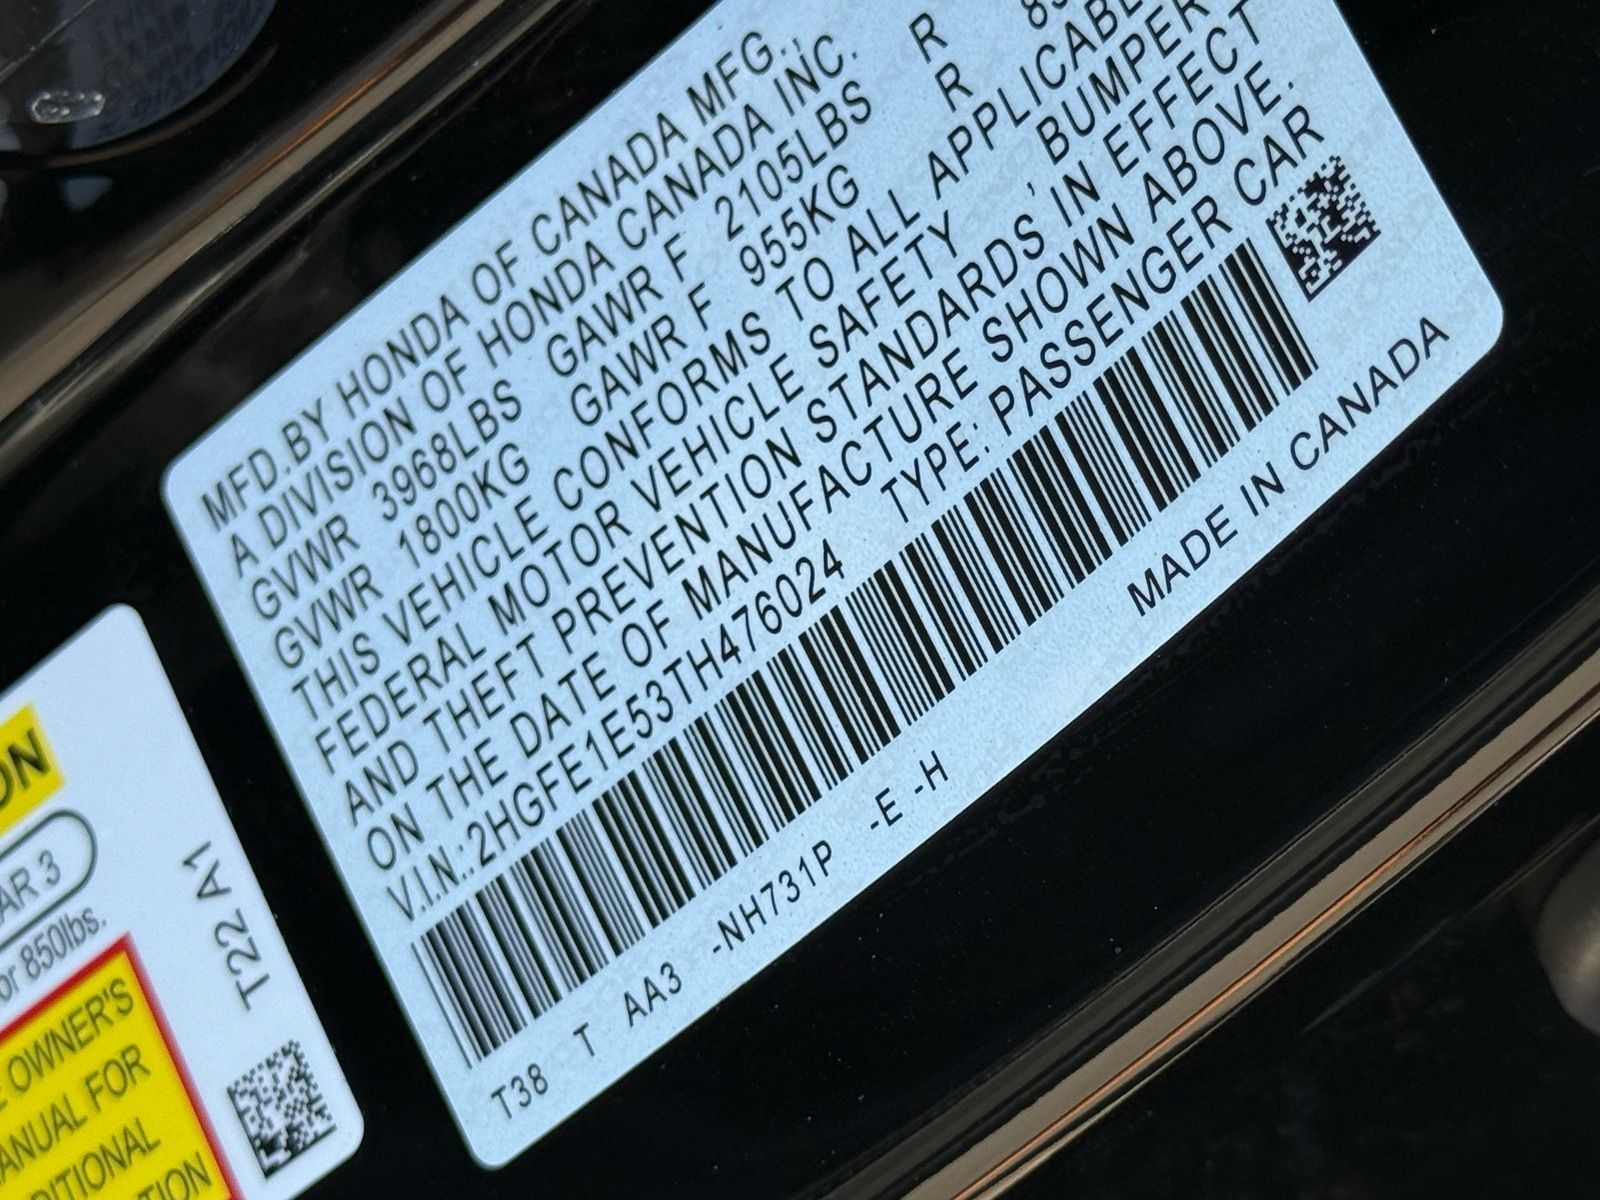 MFD.BY HONDA OF CANADA MFG.,
A DIVISION OF HONDA CANADA INC.
GVWR 3968LBS GAWR F 2105LBS R
GVWR 1800KG GAWR F 955KG R
THIS VEHICLE CONFORMS TO ALL APPLICABLE
FEDERAL MOTOR VEHICLE SAFETY, BUMPER
AND THEFT PREVENTION STANDARDS IN EFFECT
ON THE DATE OF MANUFACTURE SHOWN ABOVE.
V.I.N.:2HGFE1E53TH476024 TYPE: PASSENGER CAR
T38 T AA3 -NH731P -E -H MADE IN CANADA
AR 3
or 850lbs.
T22 A1
OWNER'S
MANUAL FOR